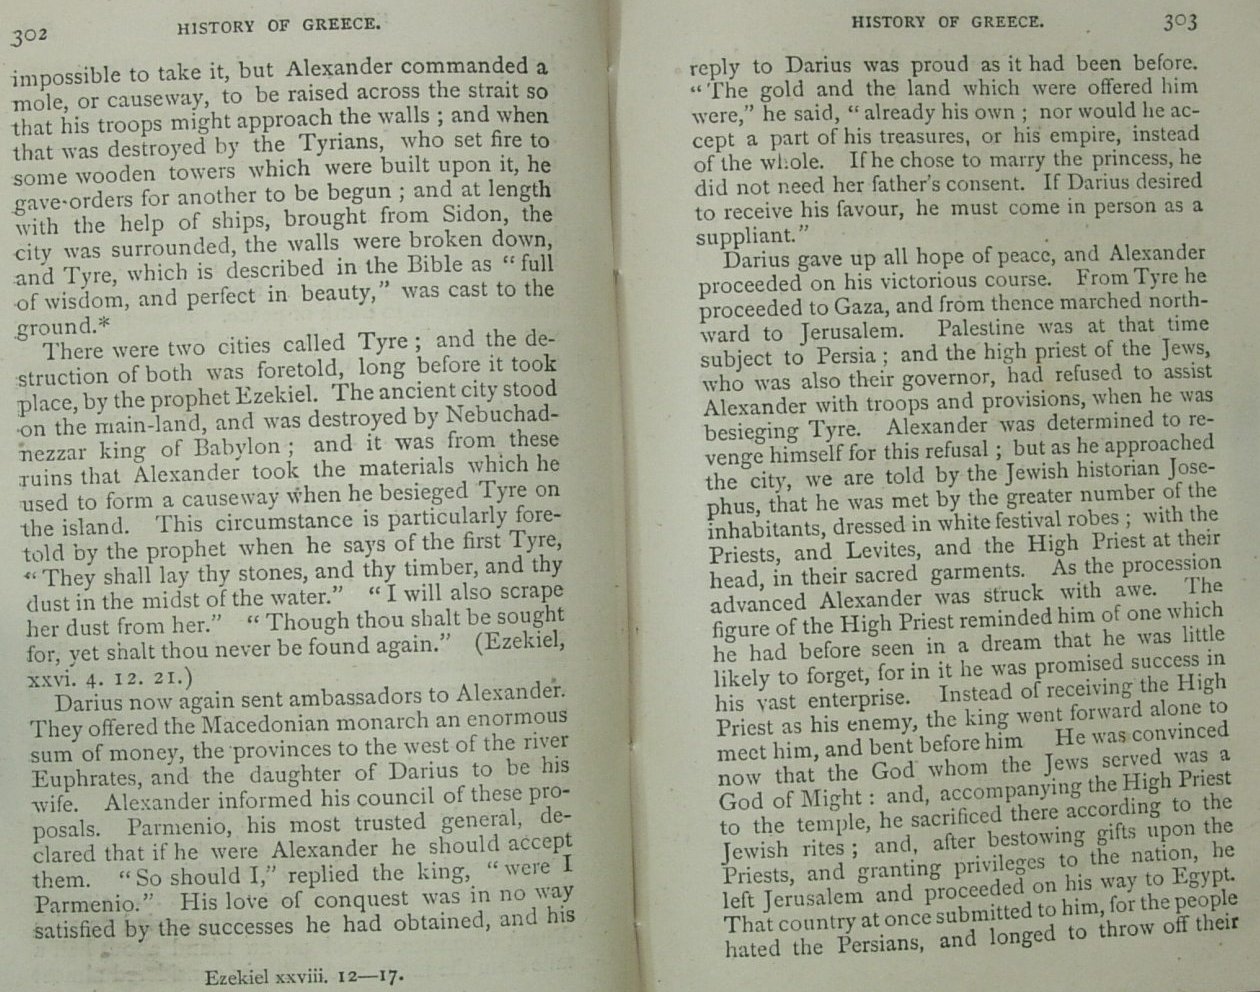 302 HISTORY OF GREECE.
impossible to take it, but Alexander commanded a
mole, or causeway, to be raised across the strait so
that his troops might approach the walls ; and when
that was destroyed by the Tyrians, who set fire to
some wooden towers which were built upon it, he
gave orders for another to be begun ; and at length
with the help of ships, brought from Sidon, the
city was surrounded, the walls were broken down,
and Tyre, which is described in the Bible as “ full
of wisdom, and perfect in beauty,” was cast to the
ground.*
There were two cities called Tyre ; and the de-
struction of both was foretold, long before it took
place, by the prophet Ezekiel. The ancient city stood
on the main-land, and was destroyed by Nebuchad-
nezzar king of Babylon ; and it was from these
ruins that Alexander took the materials which he
used to form a causeway when he besieged Tyre on
the island. This circumstance is particularly fore-
told by the prophet when he says of the first Tyre,
“ They shall lay thy stones, and thy timber, and thy
dust in the midst of the water.” “ I will also scrape
her dust from her.” “ Though thou shalt be sought
for, yet shalt thou never be found again.” (Ezekiel,
xxvi. 4. 12. 21.)
Darius now again sent ambassadors to Alexander.
They offered the Macedonian monarch an enormous
sum of money, the provinces to the west of the river
Euphrates, and the daughter of Darius to be his
wife. Alexander informed his council of these pro-
posals. Parmenio, his most trusted general, de-
clared that if he were Alexander he should accept
them. “ So should I,” replied the king, “ were I
Parmenio.” His love of conquest was in no way
satisfied by the successes he had obtained, and his
Ezekiel xxviii. 12—17.
HISTORY OF GREECE. 303
reply to Darius was proud as it had been before.
“ The gold and the land which were offered him
were,” he said, “ already his own ; nor would he ac-
cept a part of his treasures, or his empire, instead
of the whole. If he chose to marry the princess, he
did not need her father's consent. If Darius desired
to receive his favour, he must come in person as a
suppliant.”
Darius gave up all hope of peace, and Alexander
proceeded on his victorious course. From Tyre he
proceeded to Gaza, and from thence marched north-
ward to Jerusalem. Palestine was at that time
subject to Persia ; and the high priest of the Jews,
who was also their governor, had refused to assist
Alexander with troops and provisions, when he was
besieging Tyre. Alexander was determined to re-
venge himself for this refusal ; but as he approached
the city, we are told by the Jewish historian Jose-
phus, that he was met by the greater number of the
inhabitants, dressed in white festival robes ; with the
Priests, and Levites, and the High Priest at their
head, in their sacred garments. As the procession
advanced Alexander was struck with awe. The
figure of the High Priest reminded him of one which
he had before seen in a dream that he was little
likely to forget, for in it he was promised success in
his vast enterprise. Instead of receiving the High
Priest as his enemy, the king went forward alone to
meet him, and bent before him He was convinced
now that the God whom the Jews served was a
God of Might : and, accompanying the High Priest
to the temple, he sacrificed there according to the
Jewish rites ; and, after bestowing gifts upon the
Priests, and granting privileges to the nation, he
left Jerusalem and proceeded on his way to Egypt.
That country at once submitted to him, for the people
hated the Persians, and longed to throw off their